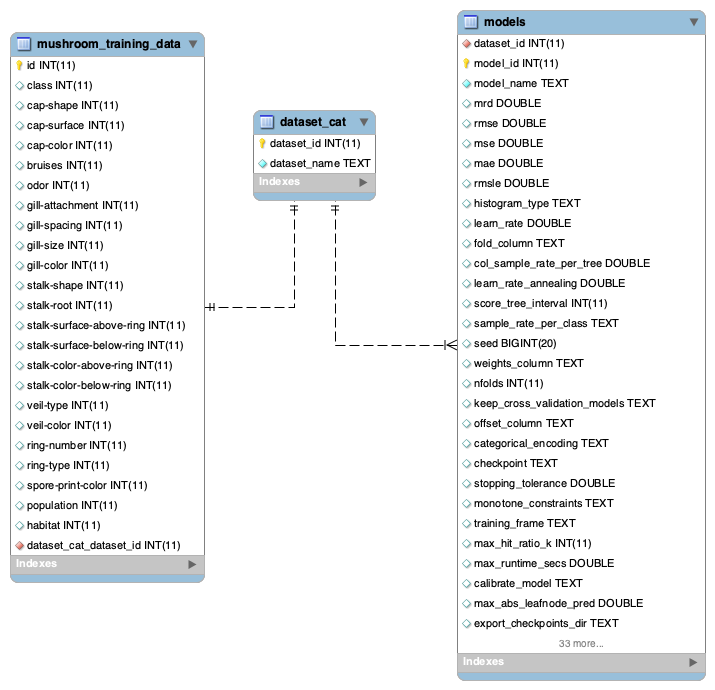 mushroom_training_data
id INT(11)
class INT(11)
cap-shape INT(11)
cap-surface INT(11)
cap-color INT(11)
bruises INT(11)
odor INT(11)
gill-attachment INT(11)
gill-spacing INT(11)
gill-size INT(11)
gill-color INT(11)
stalk-shape INT(11)
stalk-root INT(11)
stalk-surface-above-ring INT(11)
stalk-surface-below-ring INT(11)
stalk-color-above-ring INT(11)
stalk-color-below-ring INT(11)
veil-type INT(11)
veil-color INT(11)
ring-number INT(11)
ring-type INT(11)
spore-print-color INT(11)
population INT(11)
habitat INT(11)
dataset_cat_dataset_id INT(11)
Indexes
dataset_cat
dataset_id INT(11)
dataset_name TEXT
Indexes
models
dataset_id INT(11)
model_id INT(11)
model_name TEXT
mrd DOUBLE
rmse DOUBLE
mse DOUBLE
mae DOUBLE
rmsle DOUBLE
histogram_type TEXT
learn_rate DOUBLE
fold_column TEXT
col_sample_rate_per_tree DOUBLE
learn_rate_annealing DOUBLE
score_tree_interval INT(11)
sample_rate_per_class TEXT
seed BIGINT(20)
weights_column TEXT
nfolds INT(11)
keep_cross_validation_models TEXT
offset_column TEXT
categorical_encoding TEXT
checkpoint TEXT
stopping_tolerance DOUBLE
monotone_constraints TEXT
training_frame TEXT
max_hit_ratio_k INT(11)
max_runtime_secs DOUBLE
calibrate_model TEXT
max_abs_leafnode_pred DOUBLE
export_checkpoints_dir TEXT
33 more...
Indexes